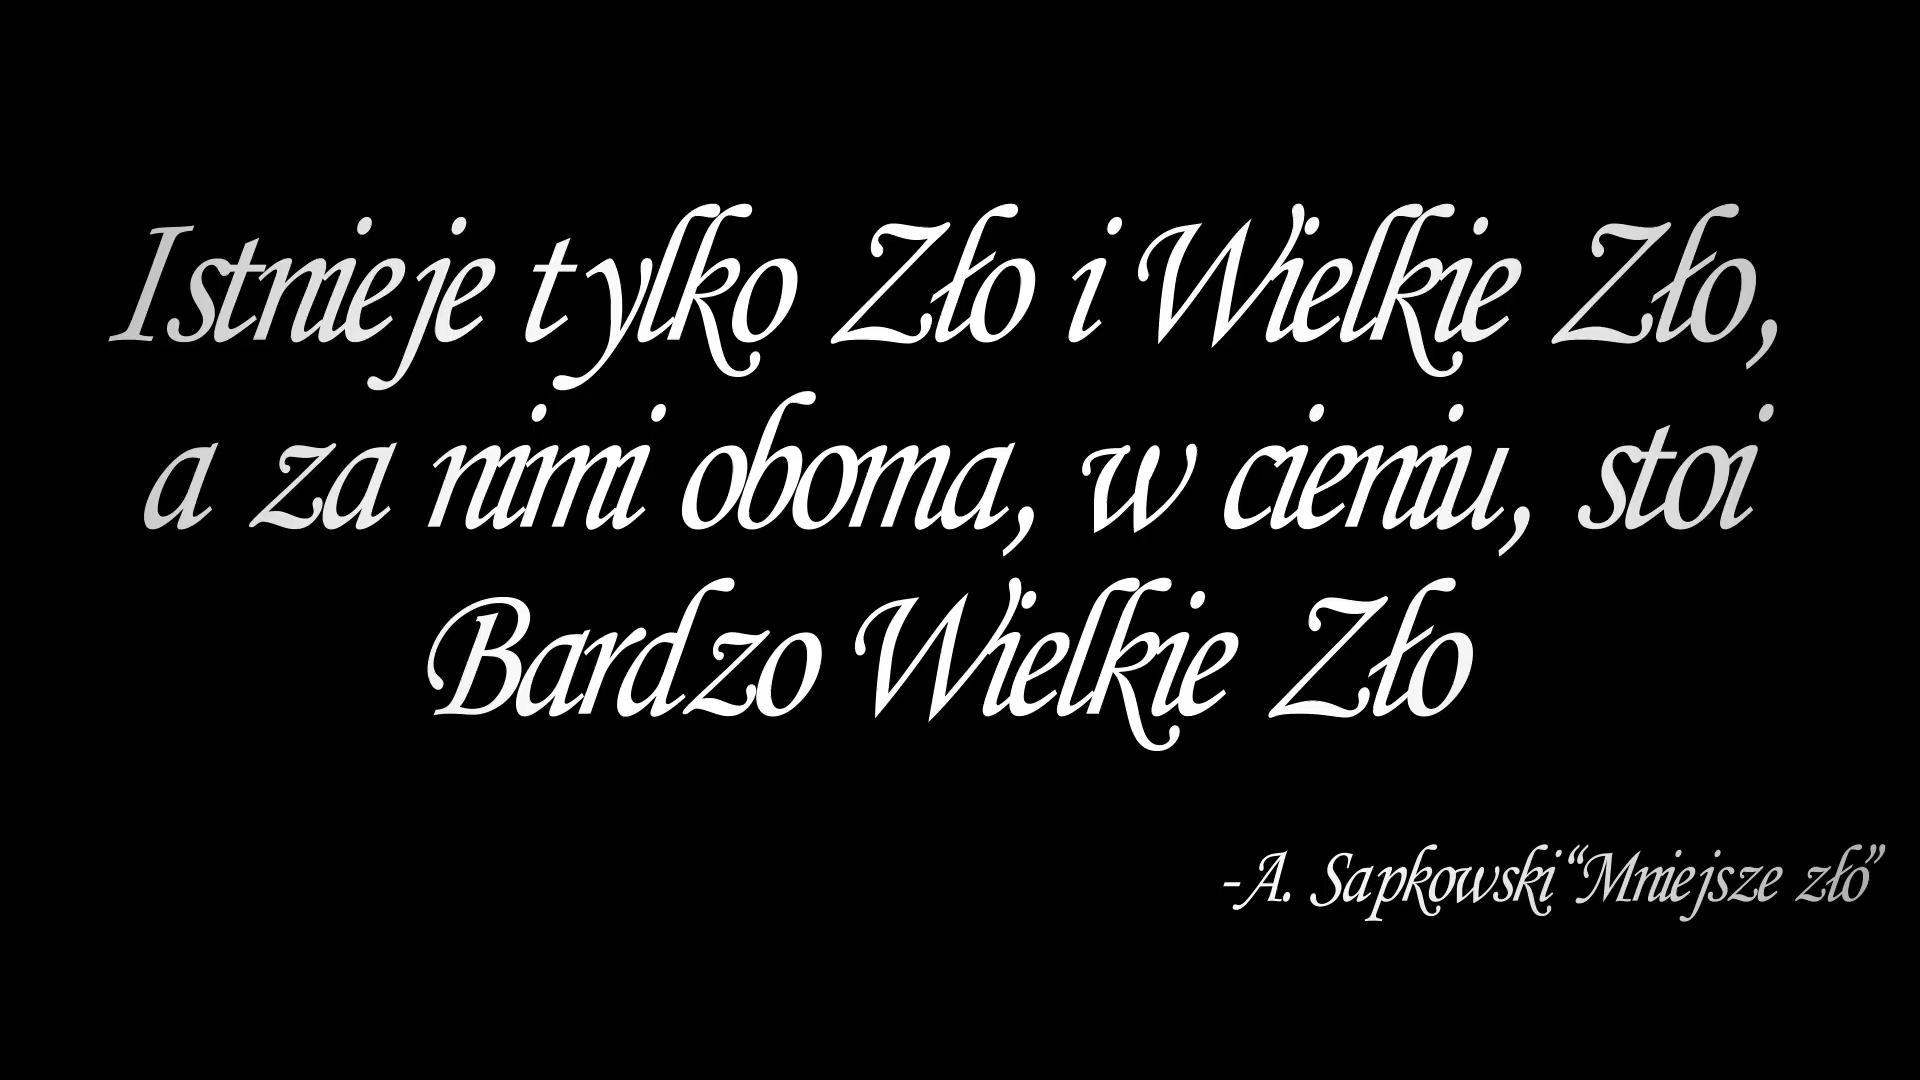 Istnieje tylko Zło i Wielkie Zło,
a za nimi oboma, w cieniu, stoi
Bardzo Wielkie Zło
-A. Sapkowski “Mniejsze zło”